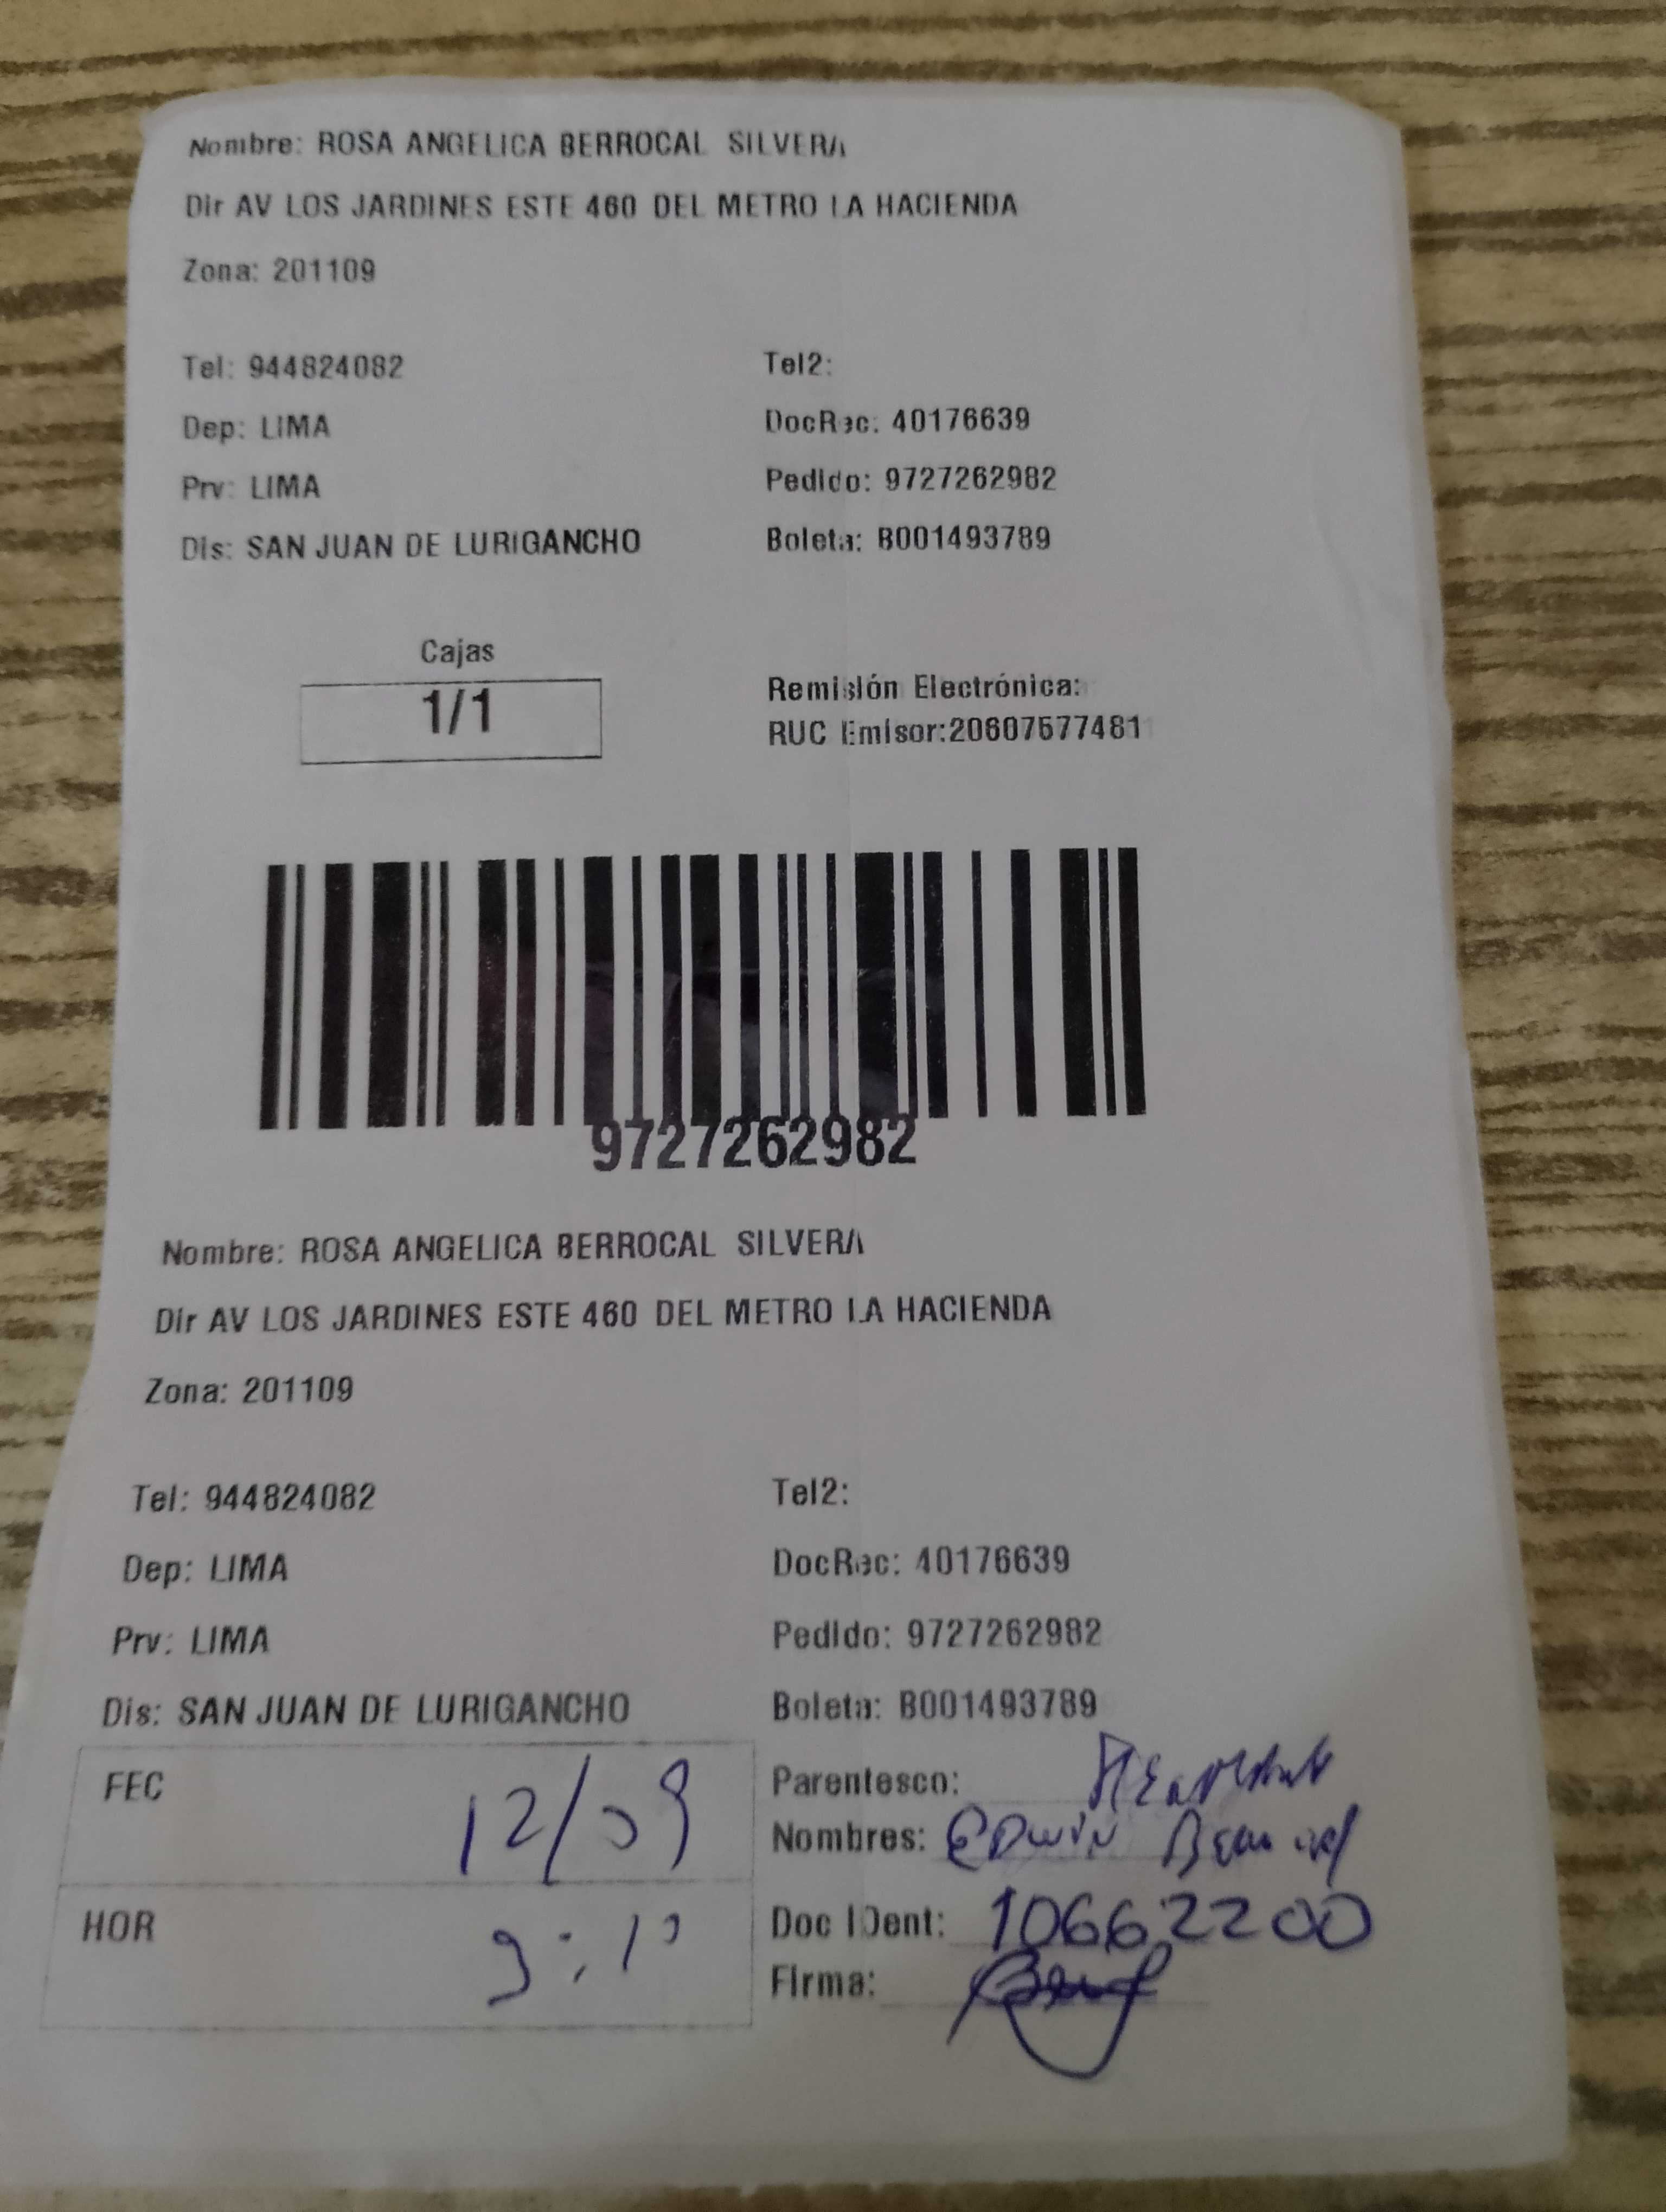 Nombre: ROSA ANGELICA BERROCAL SILVERA
Dir AV LOS JARDINES ESTE 460 DEL METRO LA HACIENDA
Zona: 201109
Tel: 944824082 Tel2:
Dep: LIMA DocRec: 40176639
Prv: LIMA Pedido: 9727262982
Dis: SAN JUAN DE LURIGANCHO Boleta: B001493789
Cajas
1/1
Remisión Electrónica:
RUC Emisor:20607577481
9727262982
Nombre: ROSA ANGELICA BERROCAL SILVERA
Dir AV LOS JARDINES ESTE 460 DEL METRO LA HACIENDA
Zona: 201109
Tel: 944824082 Tel2:
Dep: LIMA DocRec: 40176639
Prv: LIMA Pedido: 9727262982
Dis: SAN JUAN DE LURIGANCHO Boleta: B001493789
FEC 12/09 Parentesco:
Nombres: EDWIN
HOR 9:10 Doc IDent: 10662200
Firma: